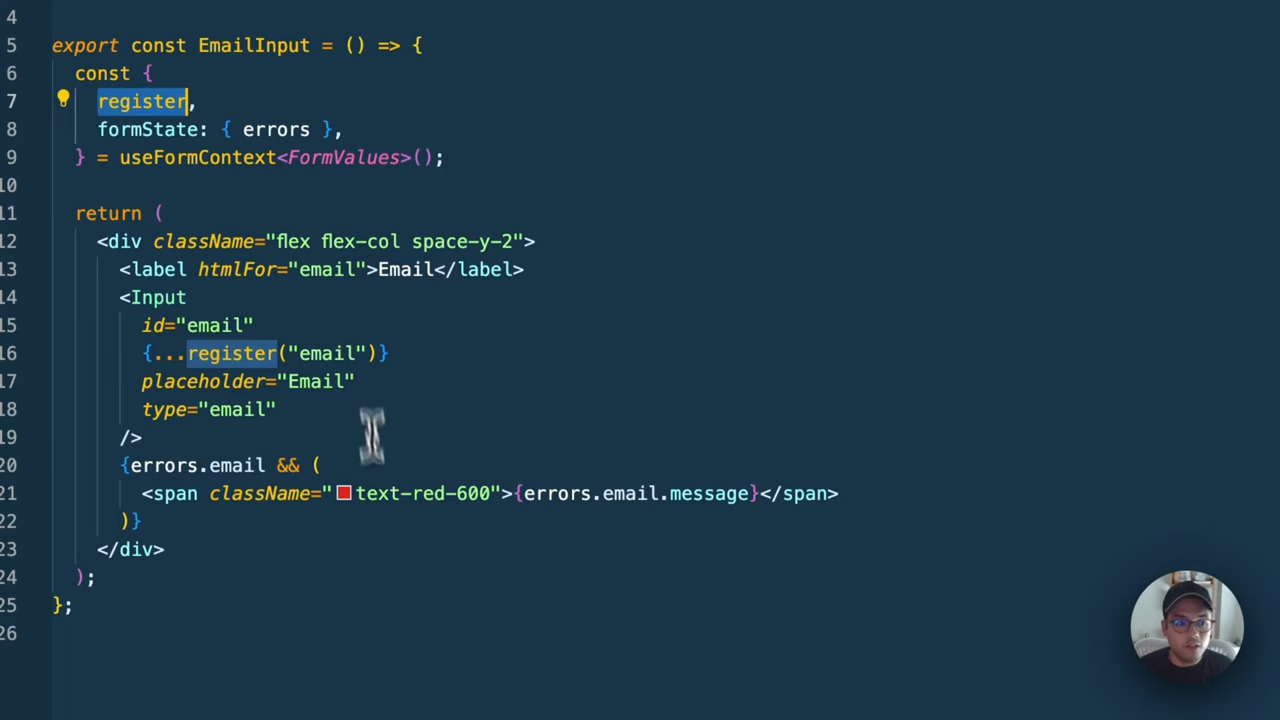 4
5 export const EmailInput = () => {
6 const {
7 register,
8 formState: { errors },
9 } = useFormContext<FormValues>();
10
11 return (
12 <div className="flex flex-col space-y-2">
13 <label htmlFor="email">Email</label>
14 <Input
15 id="email"
16 {...register("email")}
17 placeholder="Email"
18 type="email"
19 />
20 {errors.email && (
21 <span className="text-red-600">{errors.email.message}</span>
22 )}
23 </div>
24 );
25 };
26